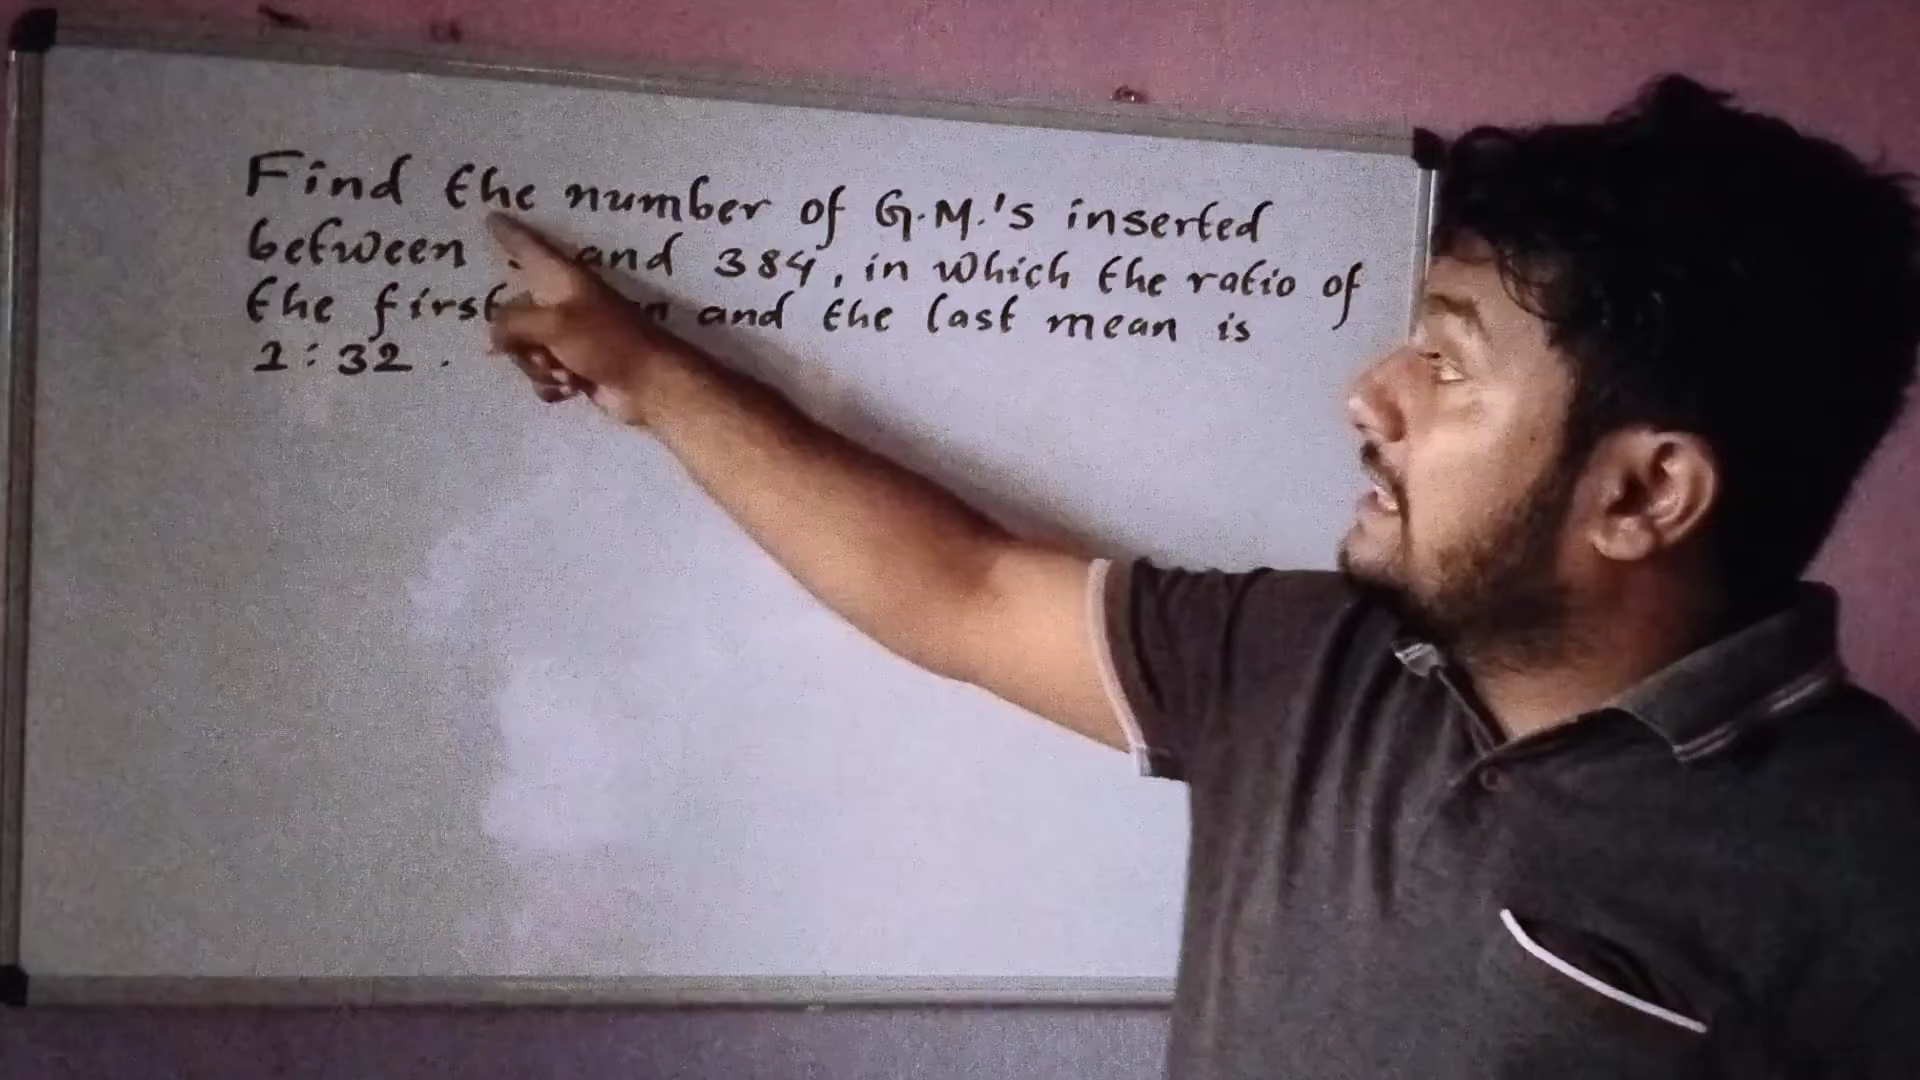 Find the number of G.M.'s inserted
between and 384, in which the ratio of
the first and the last mean is
1:32.